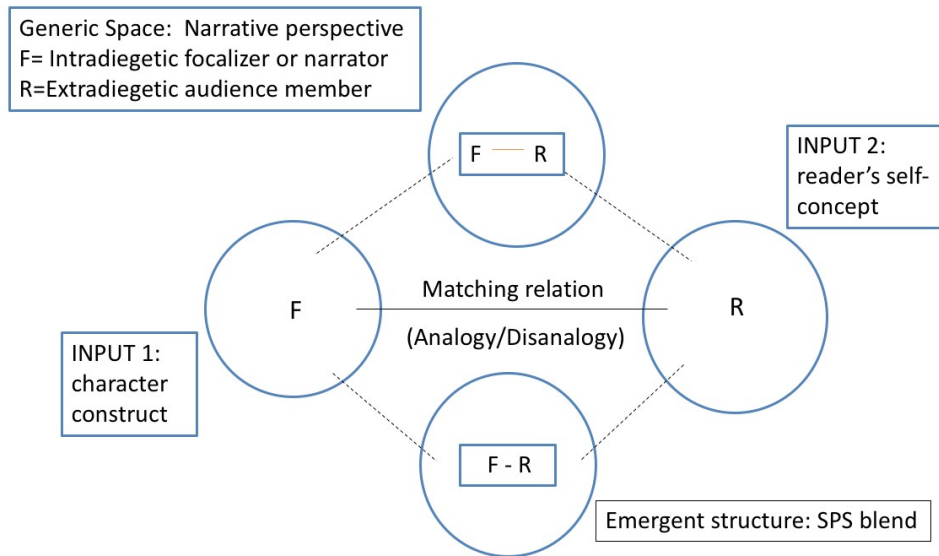 Generic Space:  Narrative perspective
F= Intradiegetic focalizer or narrator
R=Extradiegetic audience member
F R
INPUT 2:
reader’s self-
concept
F
Matching relation
R
(Analogy/Disanalogy)
INPUT 1:
character
construct
F - R
Emergent structure: SPS blend